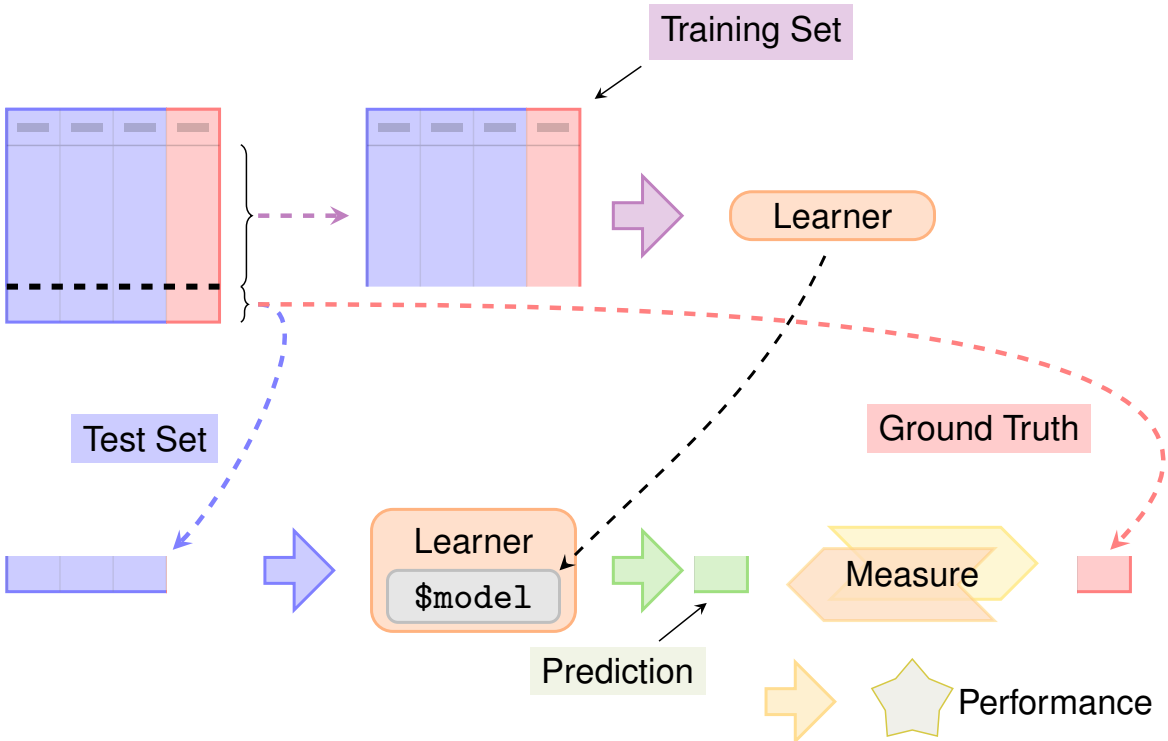 Training Set
Learner
Test Set
Ground Truth
Learner
$model
Measure
Prediction
Performance